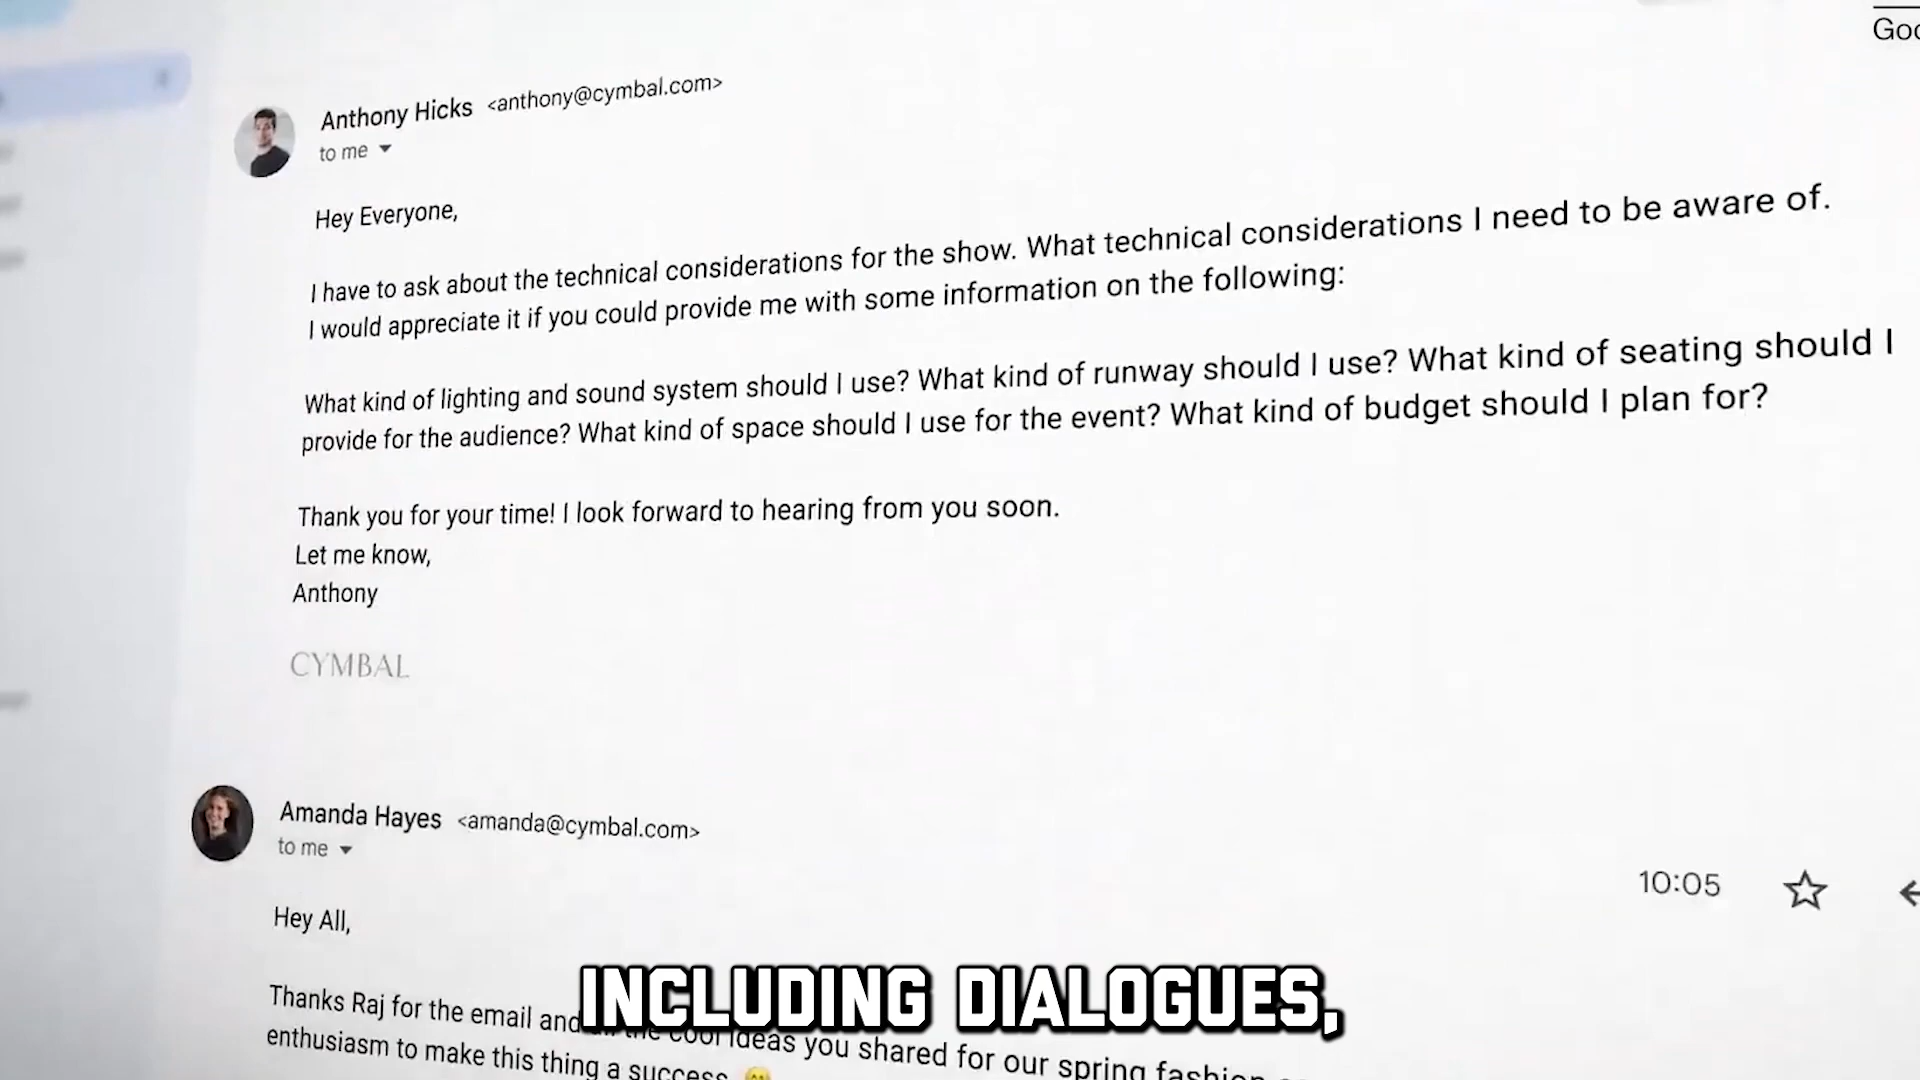 Goo
Anthony Hicks <anthony@cymbal.com>
to me
Hey Everyone,
I have to ask about the technical considerations for the show. What technical considerations I need to be aware of.
I would appreciate it if you could provide me with some information on the following:
What kind of lighting and sound system should I use? What kind of runway should I use? What kind of seating should I
provide for the audience? What kind of space should I use for the event? What kind of budget should I plan for?
Thank you for your time! I look forward to hearing from you soon.
Let me know,
Anthony
CYMBAL
Amanda Hayes <amanda@cymbal.com>
to me
10:05
Hey All,
Thanks Raj for the email and all the cool ideas you shared for our spring fashion
enthusiasm to make this thing a success
INCLUDING DIALOGUES,